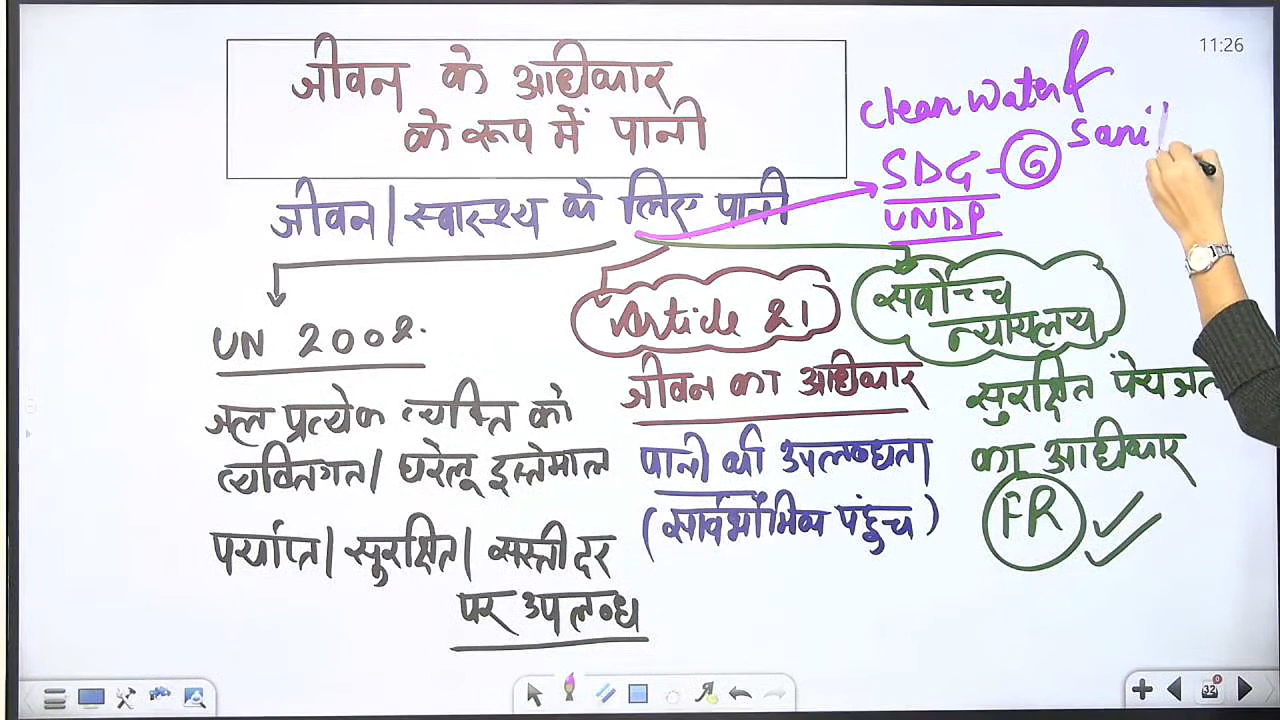 11:26
जीवन के अधिकार
के रूप में पानी
Clean Water &
Sani
SDG - 6
UNDP
जीवन | स्वास्थ्य के लिए पानी
UN 2002.
जल प्रत्येक व्यक्ति को
व्यक्तिगत | घरेलू इस्तेमाल
पर्याप्त | सुरक्षित | सस्ती दर
पर उपलब्ध
Article 21
जीवन का अधिकार
पानी की उपलब्धता
(सार्वभौमिक पंहुच)
सर्वोच्च
न्यायलय
सुरक्षित पेयजल
का अधिकार
FR
32